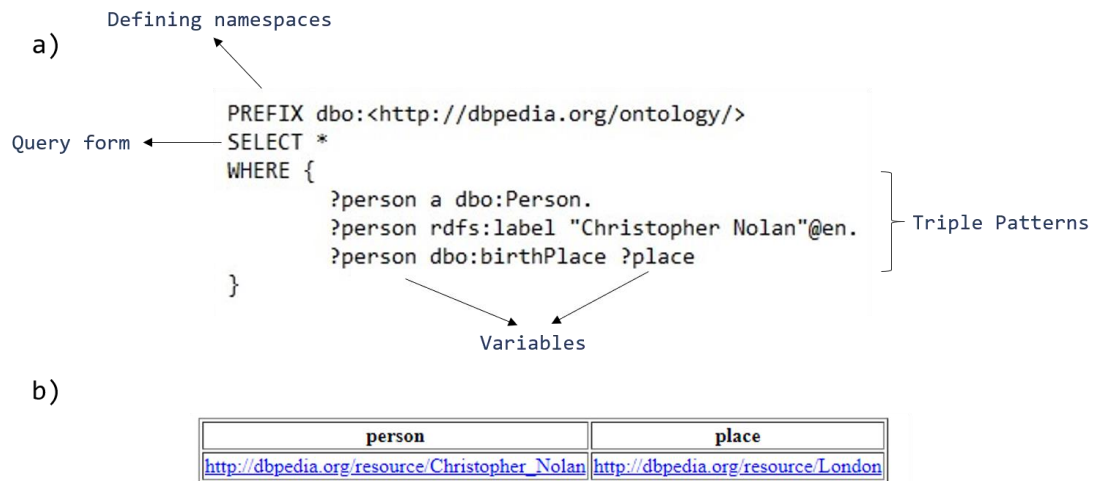 Defining namespaces
a)
PREFIX dbo:<http://dbpedia.org/ontology/>
Query form
SELECT *
WHERE {
?person a dbo:Person.
?person rdfs:label "Christopher Nolan"@en.
Triple Patterns
?person dbo:birthPlace ?place
}
Variables
b)
person place
http://dbpedia.org/resource/Christopher_Nolan http://dbpedia.org/resource/London